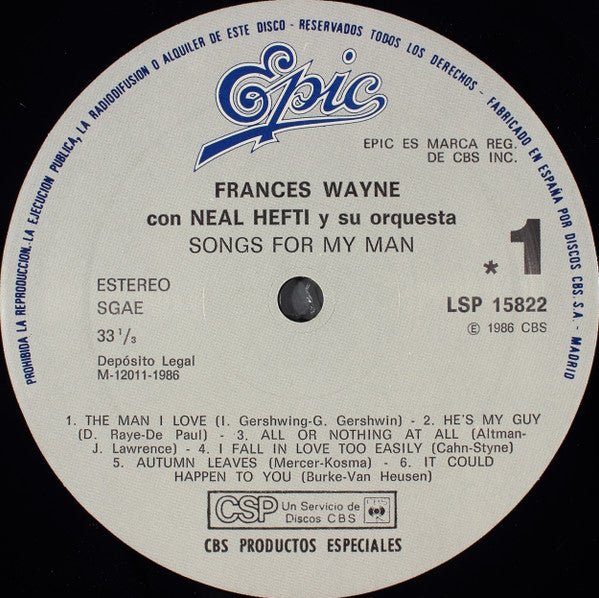 PROHIBIDA LA REPRODUCCION. LA EJECUCION PUBLICA, LA RADIODIFUSION O ALQUILER DE ESTE DISCO - RESERVADOS TODOS LOS DERECHOS - FABRICADO EN ESPAÑA POR DISCOS CBS. S.A. - MADRID
Epic
EPIC ES MARCA REG.
DE CBS INC.
FRANCES WAYNE
con NEAL HEFTI y su orquesta
SONGS FOR MY MAN
*1
ESTEREO
SGAE
33 1/3
LSP 15822
Ⓔ 1986 CBS
Depósito Legal
M-12011-1986
1. THE MAN I LOVE (I. Gershwing-G. Gershwin) - 2. HE'S MY GUY
(D. Raye-De Paul) - 3. ALL OR NOTHING AT ALL (Altman-
J. Lawrence) - 4. I FALL IN LOVE TOO EASILY (Cahn-Styne)
5. AUTUMN LEAVES (Mercer-Kosma) - 6. IT COULD
HAPPEN TO YOU (Burke-Van Heusen)
CSP Un Servicio de
Discos CBS
CBS PRODUCTOS ESPECIALES